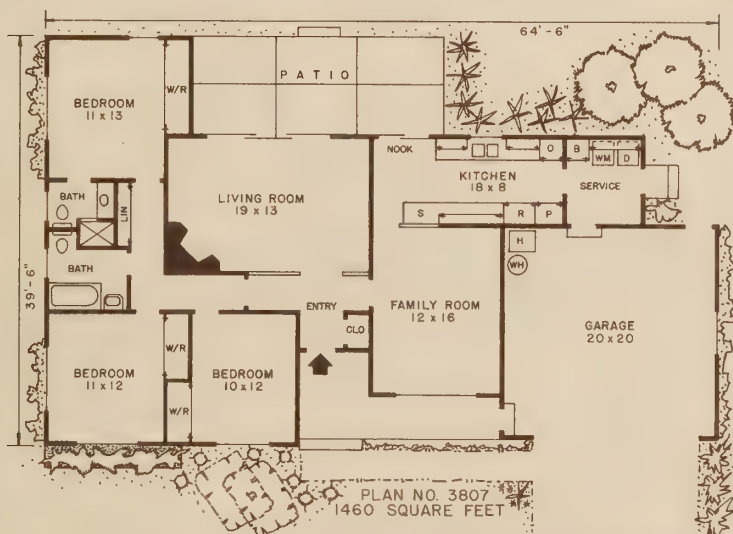 64'-6"
PATIO
BEDROOM
11 x 13
W/R
NOOK
O
B
WM
D
KITCHEN
18 x 8
SERVICE
BATH
LIN
LIVING ROOM
19 x 13
S
R
P
H
WH
BATH
39'-6"
ENTRY
FAMILY ROOM
12 x 16
CLO
GARAGE
20 x 20
BEDROOM
11 x 12
W/R
W/R
BEDROOM
10 x 12
PLAN NO. 3807
1460 SQUARE FEET